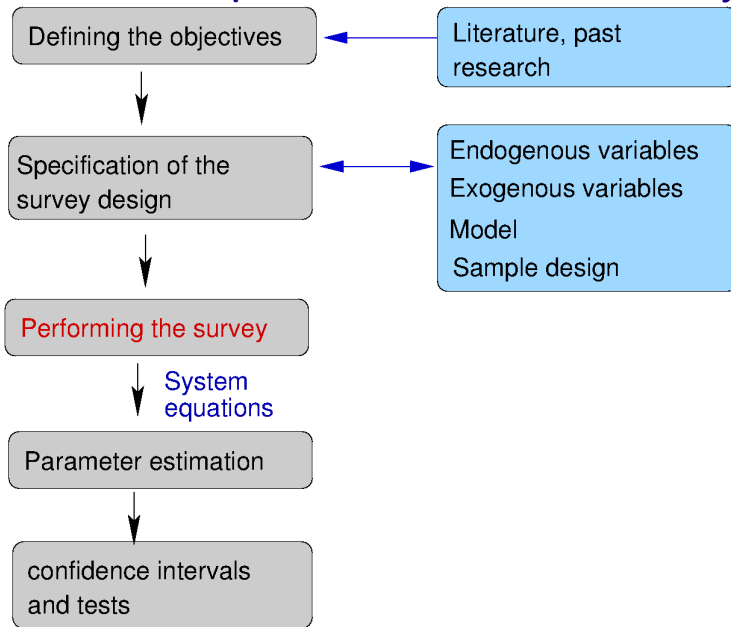 Defining the objectives
Literature, past
research
Specification of the
survey design
Endogenous variables
Exogenous variables
Model
Sample design
Performing the survey
System
equations
Parameter estimation
confidence intervals
and tests